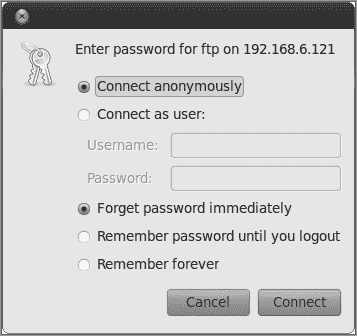 Enter password for ftp on 192.168.6.121
Connect anonymously
Connect as user:
Username:
Password:
Forget password immediately
Remember password until you logout
Remember forever
Cancel
Connect